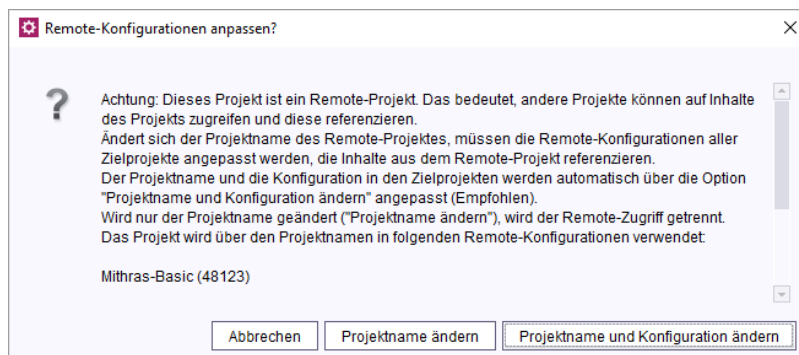 Remote-Konfigurationen anpassen?
Achtung: Dieses Projekt ist ein Remote-Projekt. Das bedeutet, andere Projekte können auf Inhalte
des Projekts zugreifen und diese referenzieren.
Ändert sich der Projektname des Remote-Projektes, müssen die Remote-Konfigurationen aller
Zielprojekte angepasst werden, die Inhalte aus dem Remote-Projekt referenzieren.
Der Projektname und die Konfiguration in den Zielprojekten werden automatisch über die Option
"Projektname und Konfiguration ändern" angepasst (Empfohlen).
Wird nur der Projektname geändert ("Projektname ändern"), wird der Remote-Zugriff getrennt.
Das Projekt wird über den Projektnamen in folgenden Remote-Konfigurationen verwendet:
Mithras-Basic (48123)
Abbrechen Projektname ändern Projektname und Konfiguration ändern